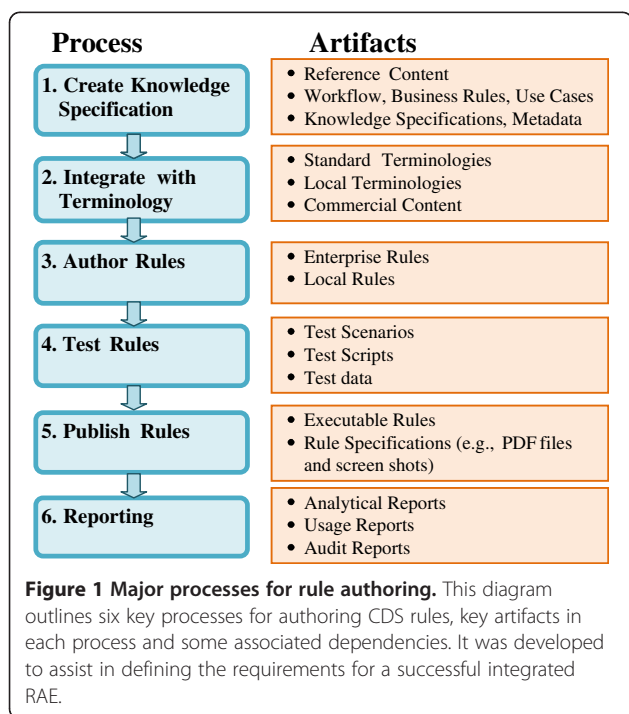 Process
Artifacts
1. Create Knowledge
Specification
• Reference Content
• Workflow, Business Rules, Use Cases
• Knowledge Specifications, Metadata
2. Integrate with
Terminology
• Standard Terminologies
• Local Terminologies
• Commercial Content
3. Author Rules
• Enterprise Rules
• Local Rules
4. Test Rules
• Test Scenarios
• Test Scripts
• Test data
5. Publish Rules
• Executable Rules
• Rule Specifications (e.g., PDF files
and screen shots)
6. Reporting
• Analytical Reports
• Usage Reports
• Audit Reports
Figure 1 Major processes for rule authoring. This diagram
outlines six key processes for authoring CDS rules, key artifacts in
each process and some associated dependencies. It was developed
to assist in defining the requirements for a successful integrated
RAE.